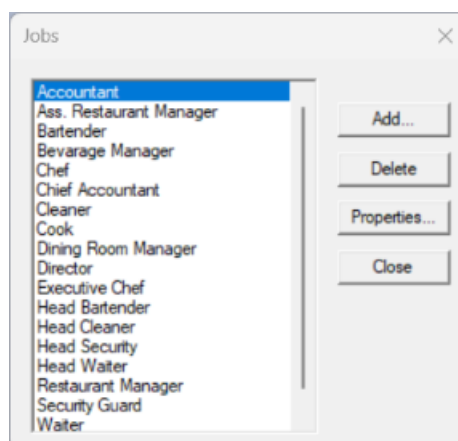 Jobs
Accountant
Ass. Restaurant Manager
Bartender
Bevarage Manager
Chef
Chief Accountant
Cleaner
Cook
Dining Room Manager
Director
Executive Chef
Head Bartender
Head Cleaner
Head Security
Head Waiter
Restaurant Manager
Security Guard
Waiter
Add...
Delete
Properties...
Close